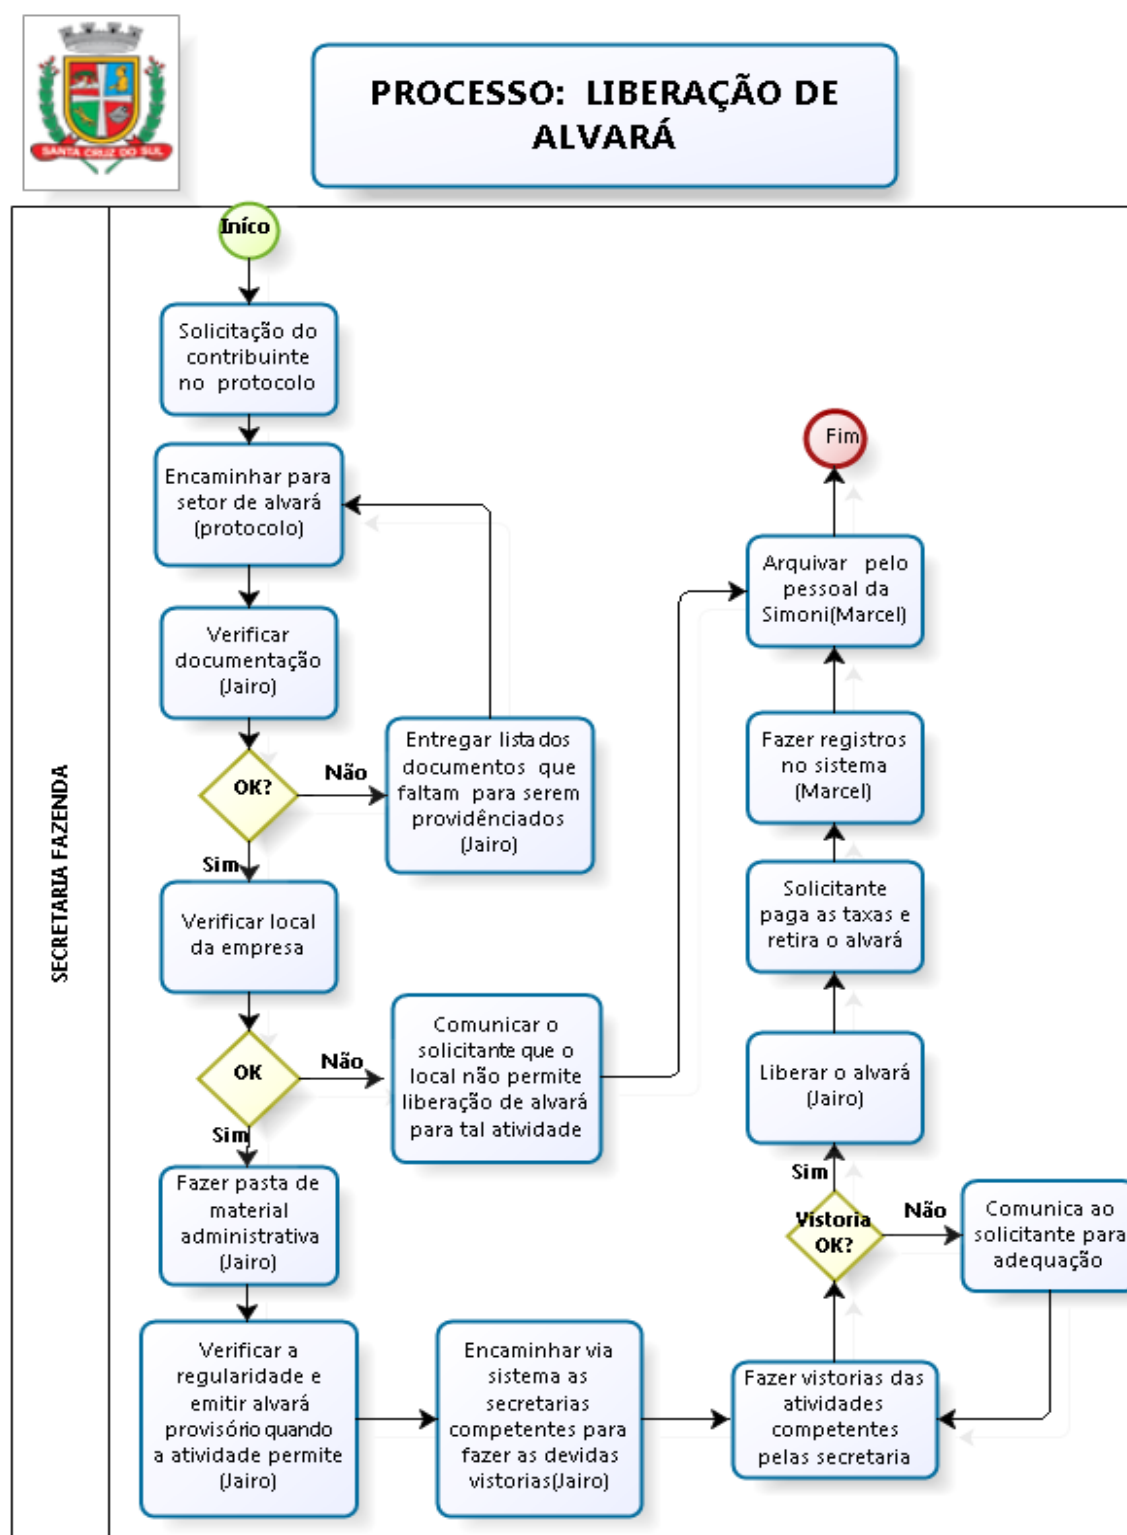 SANTA CRUZ DO SUL
PROCESSO: LIBERAÇÃO DE
ALVARÁ
SECRETARIA FAZENDA
Iníco
Solicitação do
contribuinte
no protocolo
Encaminhar para
setor de alvará
(protocolo)
Verificar
documentação
(Jairo)
OK?
Não
Entregar listados
documentos que
faltam para serem
providênciados
(Jairo)
Sim
Verificar local
da empresa
OK
Não
Comunicar o
solicitante que o
local não permite
liberação de alvará
para tal atividade
Sim
Fazer pasta de
material
administrativa
(Jairo)
Verificar a
regularidade e
emitir alvará
provisório quando
a atividade permite
(Jairo)
Encaminhar via
sistema as
secretarias
competentes para
fazer as devidas
vistorias(Jairo)
Fazer vistorias das
atividades
competentes
pelas secretaria
Vistoria
OK?
Não
Comunica ao
solicitante para
adequação
Sim
Liberar o alvará
(Jairo)
Solicitante
paga as taxas e
retira o alvará
Fazer registros
no sistema
(Marcel)
Arquivar pelo
pessoal da
Simoni(Marcel)
Fim